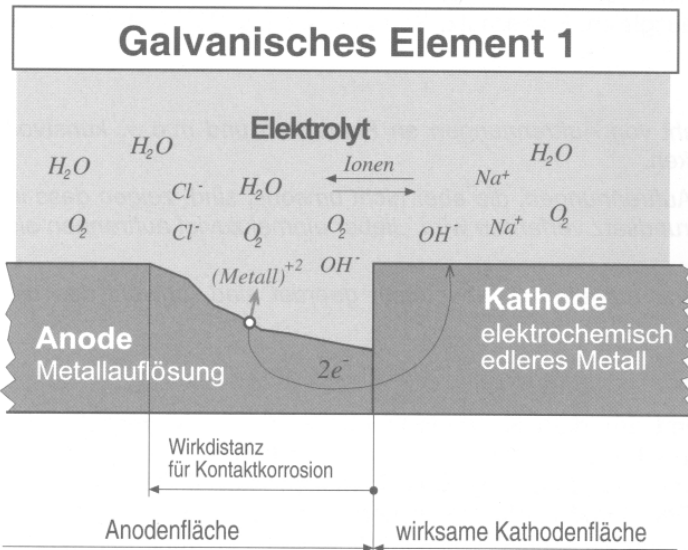 Galvanisches Element 1
Elektrolyt
H₂O
H₂O
Ionen
H₂O
Cl⁻
H₂O
Na⁺
O₂
Cl⁻
O₂
O₂
OH⁻
Na⁺
O₂
(Metall)⁺²
OH⁻
Anode
Metallauflösung
2e⁻
Kathode
elektrochemisch
edleres Metall
Wirkdistanz
für Kontaktkorrosion
Anodenfläche
wirksame Kathodenfläche